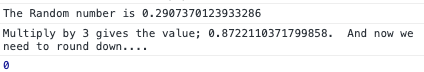 The Random number is 0.2907370123933286
Multiply by 3 gives the value; 0.8722110371799858.  And now we
need to round down....
0